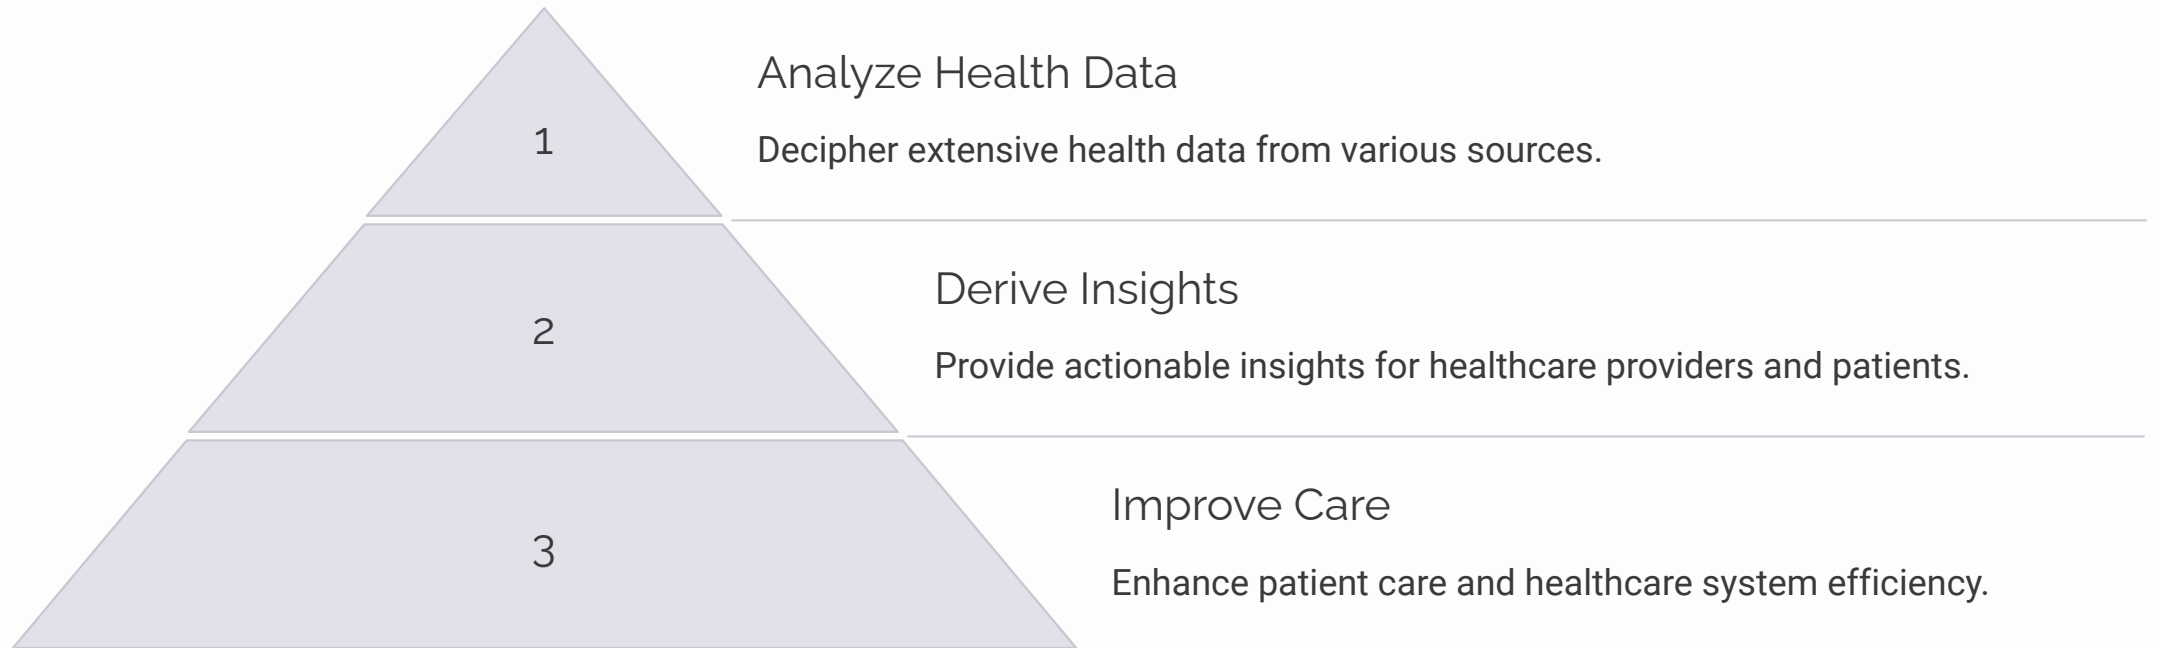 1
Analyze Health Data
Decipher extensive health data from various sources.
2
Derive Insights
Provide actionable insights for healthcare providers and patients.
3
Improve Care
Enhance patient care and healthcare system efficiency.